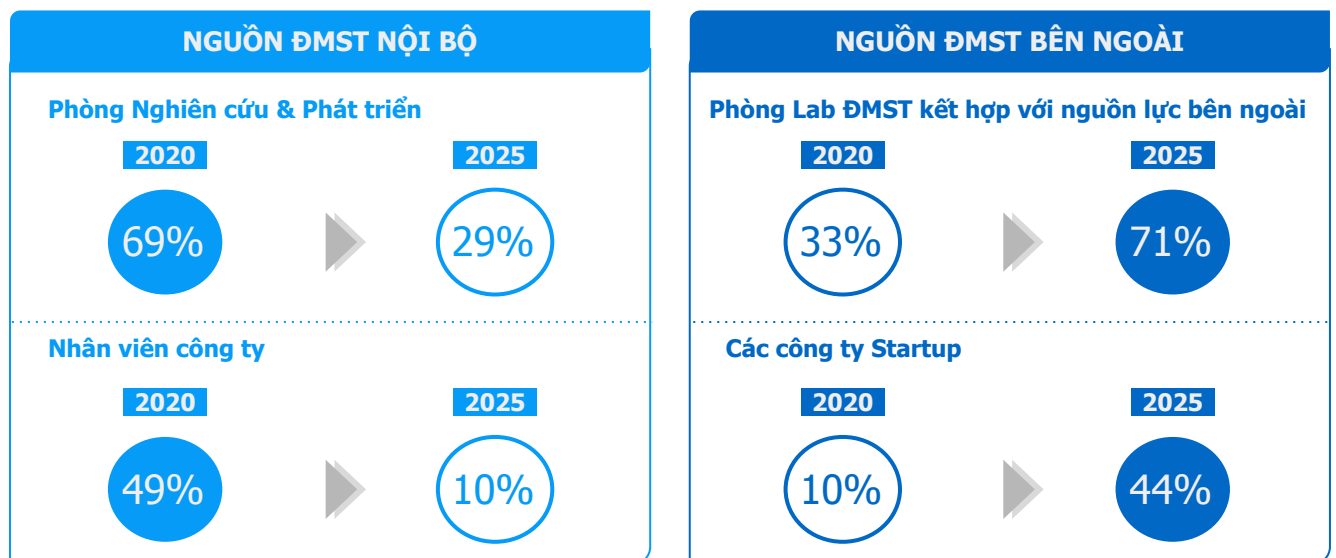 NGUỒN ĐMST NỘI BỘ
Phòng Nghiên cứu & Phát triển
2020 2025
69% 29%
Nhân viên công ty
2020 2025
49% 10%
NGUỒN ĐMST BÊN NGOÀI
Phòng Lab ĐMST kết hợp với nguồn lực bên ngoài
2020 2025
33% 71%
Các công ty Startup
2020 2025
10% 44%